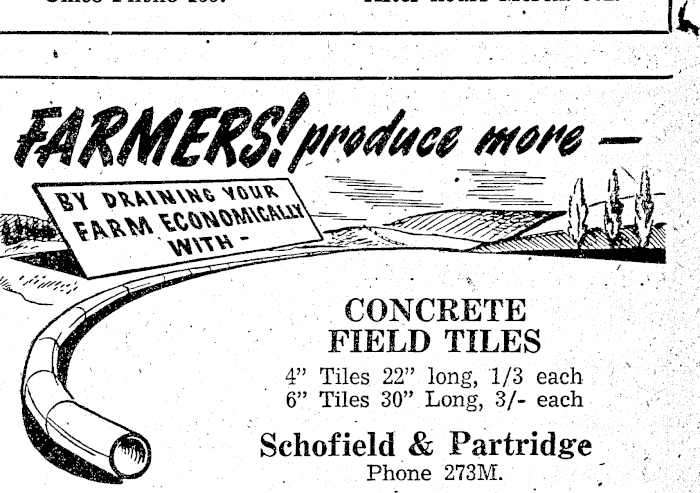 FARMERS! produce more —
BY DRAINING YOUR
FARM ECONOMICALLY
WITH -
CONCRETE
FIELD TILES
4" Tiles 22" long, 1/3 each
6" Tiles 30" Long, 3/- each
Schofield & Partridge
Phone 273M.